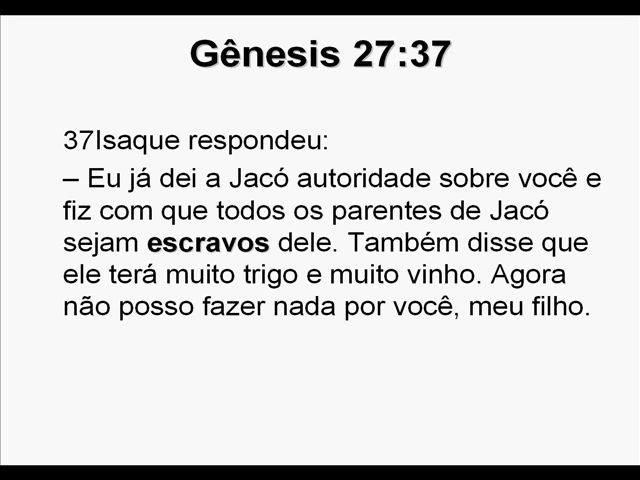 Gênesis 27:37
37Isaque respondeu:
– Eu já dei a Jacó autoridade sobre você e
fiz com que todos os parentes de Jacó
sejam escravos dele. Também disse que
ele terá muito trigo e muito vinho. Agora
não posso fazer nada por você, meu filho.